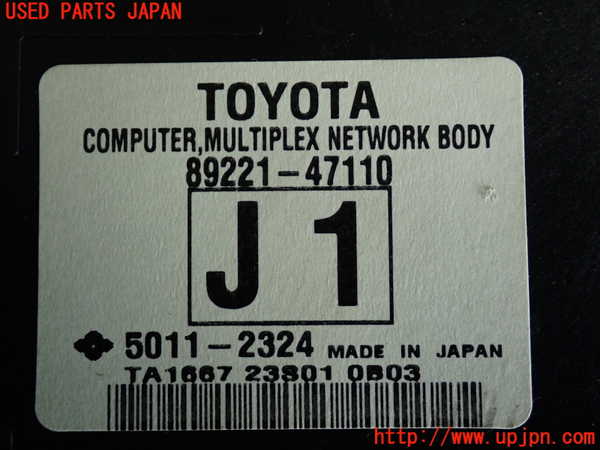 USED PARTS JAPAN
TOYOTA
COMPUTER,MULTIPLEX NETWORK BODY
89221-47110
J 1
5011-2324 MADE IN JAPAN
TA1667 23S01 0B03
http://www.upjpn.com/